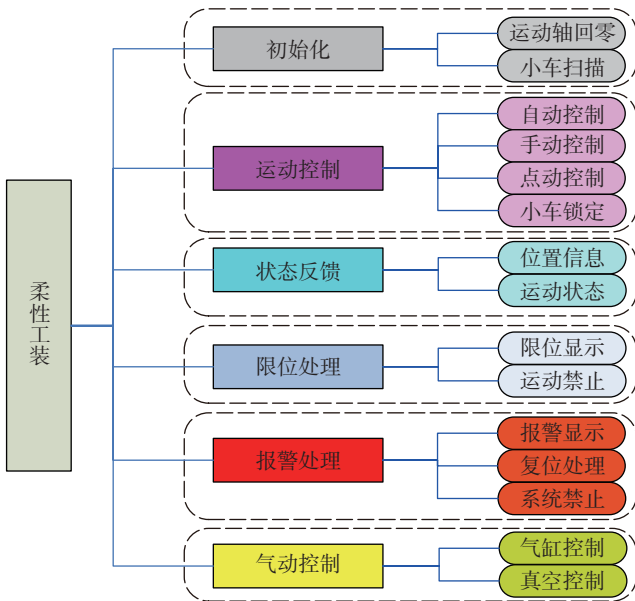 柔性工装
初始化
运动轴回零
小车扫描
运动控制
自动控制
手动控制
点动控制
小车锁定
状态反馈
位置信息
运动状态
限位处理
限位显示
运动禁止
报警处理
报警显示
复位处理
系统禁止
气动控制
气缸控制
真空控制